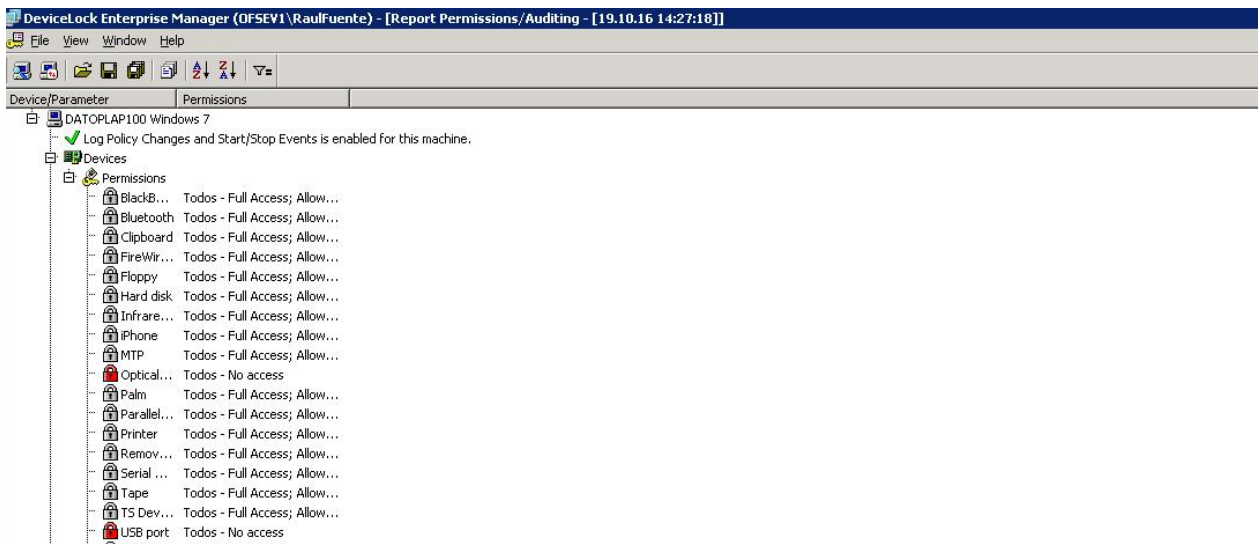 DeviceLock Enterprise Manager (OFSEV1\RaulFuente) - [Report Permissions/Auditing - [19.10.16 14:27:18]]
File View Window Help
Device/Parameter Permissions
DATOPLAP100 Windows 7
Log Policy Changes and Start/Stop Events is enabled for this machine.
Devices
Permissions
BlackB... Todos - Full Access; Allow...
Bluetooth Todos - Full Access; Allow...
Clipboard Todos - Full Access; Allow...
FireWir... Todos - Full Access; Allow...
Floppy Todos - Full Access; Allow...
Hard disk Todos - Full Access; Allow...
Infrare... Todos - Full Access; Allow...
iPhone Todos - Full Access; Allow...
MTP Todos - Full Access; Allow...
Optical... Todos - No access
Palm Todos - Full Access; Allow...
Parallel... Todos - Full Access; Allow...
Printer Todos - Full Access; Allow...
Remov... Todos - Full Access; Allow...
Serial ... Todos - Full Access; Allow...
Tape Todos - Full Access; Allow...
TS Dev... Todos - Full Access; Allow...
USB port Todos - No access